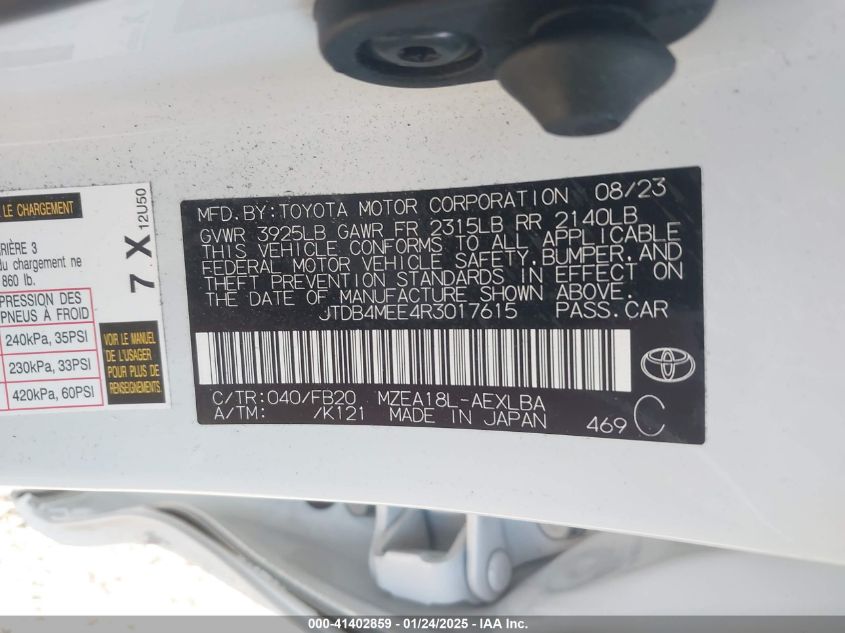 LE CHARGEMENT
RIÈRE 3
du chargement ne
860 lb.
PRESSION DES
PNEUS À FROID
240kPa, 35PSI
230kPa, 33PSI
420kPa, 60PSI
7 X 12U50
VOIR LE MANUEL
DE L'USAGER
POUR PLUS DE
RENSEIGNEMENTS
MFD.BY:TOYOTA MOTOR CORPORATION 08/23
GVWR 3925LB GAWR FR 2315LB RR 2140LB
THIS VEHICLE CONFORMS TO ALL APPLICABLE
FEDERAL MOTOR VEHICLE SAFETY,BUMPER,AND
THEFT PREVENTION STANDARDS IN EFFECT ON
THE DATE OF MANUFACTURE SHOWN ABOVE.
JTDB4MEE4R3017615 PASS.CAR
C/TR:040/FB20 MZEA18L-AEXLBA
A/TM: /K121 MADE IN JAPAN 469 C
000-41402859 - 01/24/2025 - IAAI.com